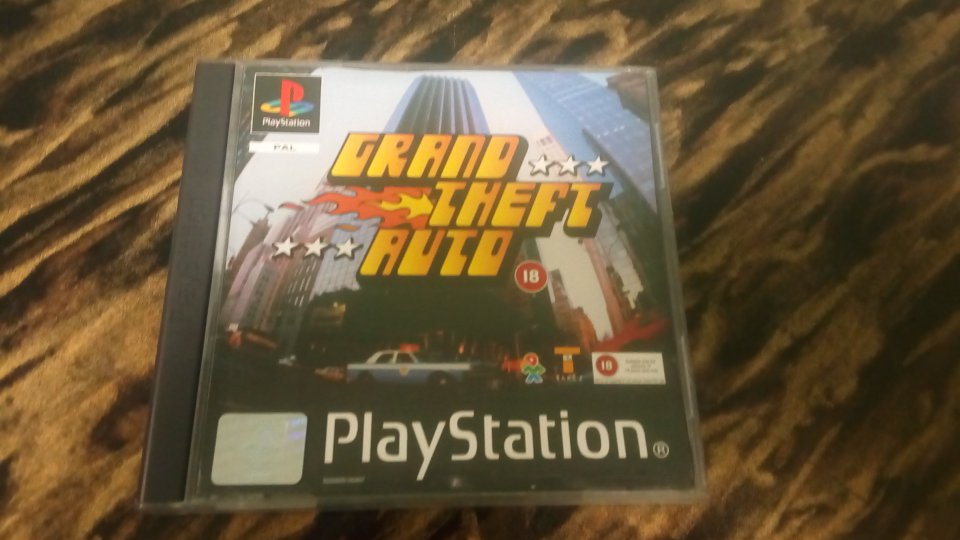 PlayStation
PAL
GRAND
THEFT
AUTO
18
18
PlayStation®